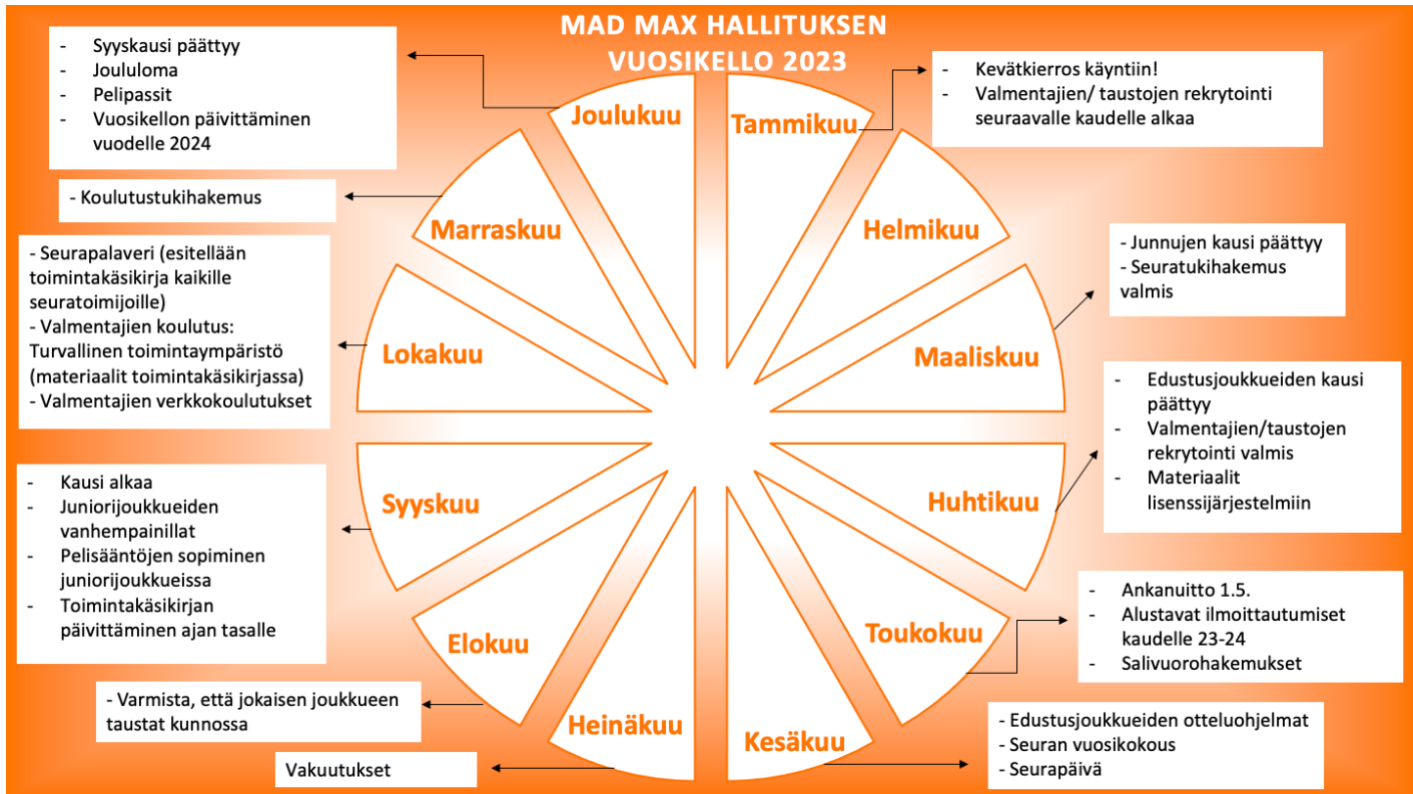 MAD MAX HALLITUKSEN
VUOSIKELLO 2023
Tammikuu
- Kevätkierros käyntiin!
- Valmentajien/ taustojen rekrytointi
seuraavalle kaudelle alkaa
Helmikuu
Maaliskuu
- Junnujen kausi päättyy
- Seuratukihakemus
valmis
Huhtikuu
- Edustusjoukkueiden kausi
päättyy
- Valmentajien/taustojen
rekrytointi valmis
- Materiaalit
lisenssijärjestelmiin
Toukokuu
- Ankanuitto 1.5.
- Alustavat ilmoittautumiset
kaudelle 23-24
- Salivuorohakemukset
Kesäkuu
- Edustusjoukkueiden otteluohjelmat
- Seuran vuosikokous
- Seurapäivä
Heinäkuu
Vakuutukset
Elokuu
- Varmista, että jokaisen joukkueen
taustat kunnossa
Syyskuu
- Kausi alkaa
- Juniorijoukkueiden
vanhempainillat
- Pelisääntöjen sopiminen
juniorijoukkueissa
- Toimintakäsikirjan
päivittäminen ajan tasalle
Lokakuu
- Seurapalaveri (esitellään
toimintakäsikirja kaikille
seuratoimijoille)
- Valmentajien koulutus:
Turvallinen toimintaympäristö
(materiaalit toimintakäsikirjassa)
- Valmentajien verkkokoulutukset
Marraskuu
- Koulutustukihakemus
Joulukuu
- Syyskausi päättyy
- Joululoma
- Pelipassit
- Vuosikellon päivittäminen
vuodelle 2024